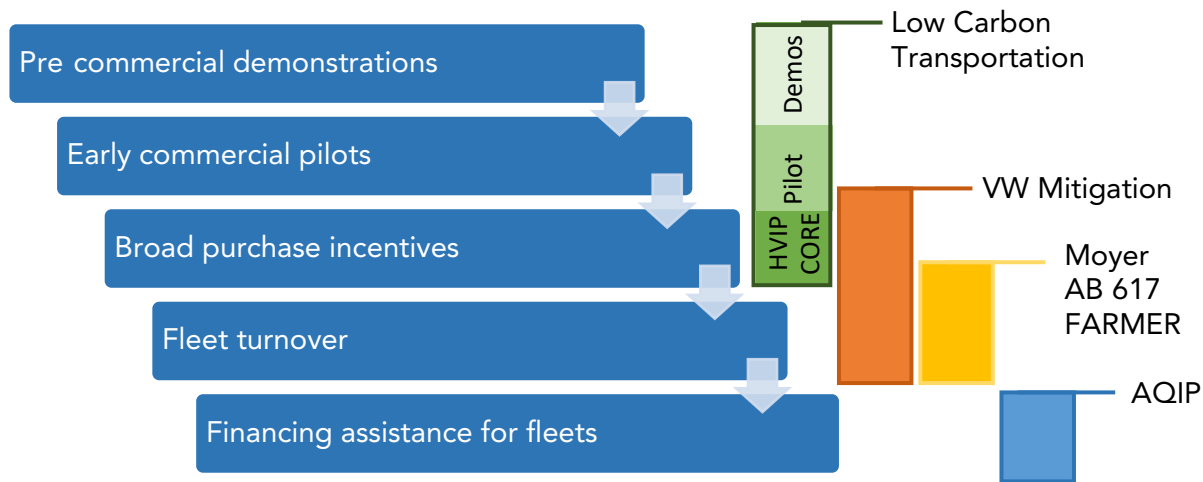 Pre commercial demonstrations
Early commercial pilots
Broad purchase incentives
Fleet turnover
Financing assistance for fleets
Demos
Pilot
HVIP
CORE
Low Carbon
Transportation
VW Mitigation
Moyer
AB 617
FARMER
AQIP